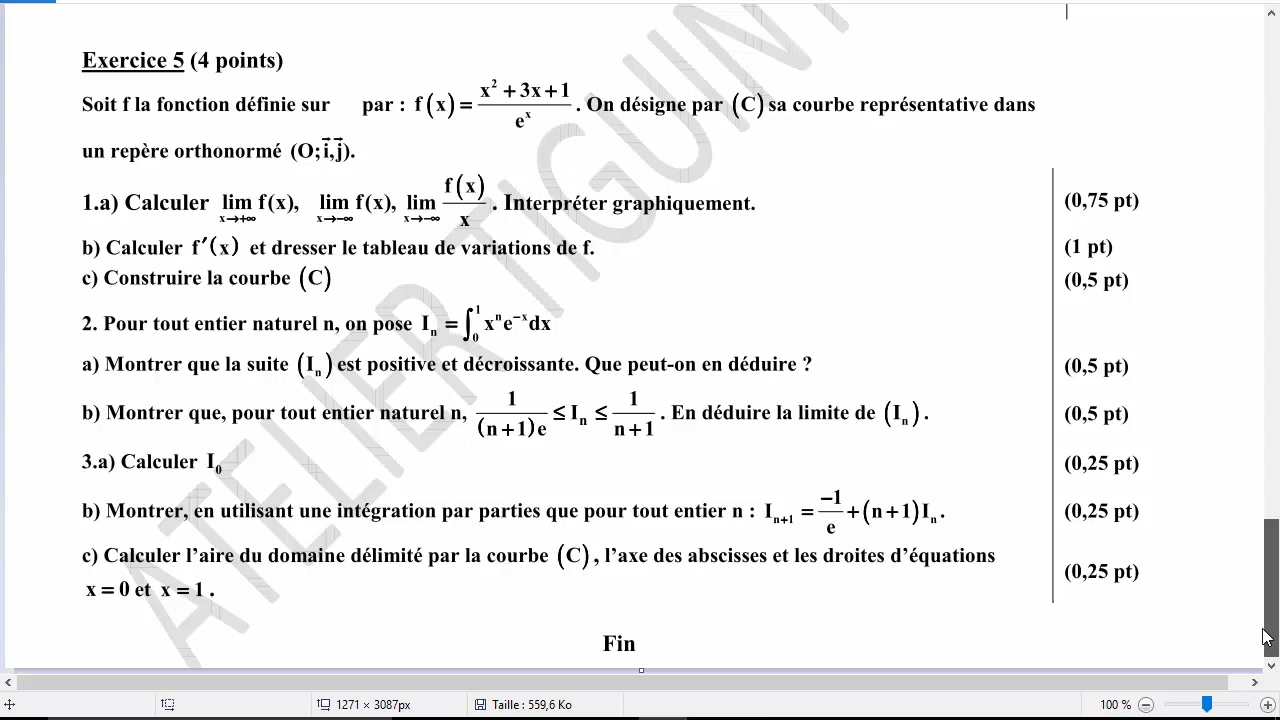 Exercice 5 (4 points)
Soit f la fonction définie sur par : f(x) = (x² + 3x + 1)/eˣ . On désigne par (C) sa courbe représentative dans
un repère orthonormé (O; i⃗, j⃗).
1.a) Calculer lim x→+∞ f(x), lim x→−∞ f(x), lim x→−∞ f(x)/x . Interpréter graphiquement. (0,75 pt)
b) Calculer f′(x) et dresser le tableau de variations de f. (1 pt)
c) Construire la courbe (C) (0,5 pt)
2. Pour tout entier naturel n, on pose Iₙ = ∫₀¹ xⁿe⁻ˣdx
a) Montrer que la suite (Iₙ) est positive et décroissante. Que peut-on en déduire ? (0,5 pt)
b) Montrer que, pour tout entier naturel n, 1/((n+1)e) ≤ Iₙ ≤ 1/(n+1) . En déduire la limite de (Iₙ). (0,5 pt)
3.a) Calculer I₀ (0,25 pt)
b) Montrer, en utilisant une intégration par parties que pour tout entier n : Iₙ₊₁ = −1/e + (n+1)Iₙ. (0,25 pt)
c) Calculer l’aire du domaine délimité par la courbe (C), l’axe des abscisses et les droites d’équations
x = 0 et x = 1 . (0,25 pt)
Fin
ATELIER TIGUN
1271 × 3087px
Taille : 559,6 Ko
100 %